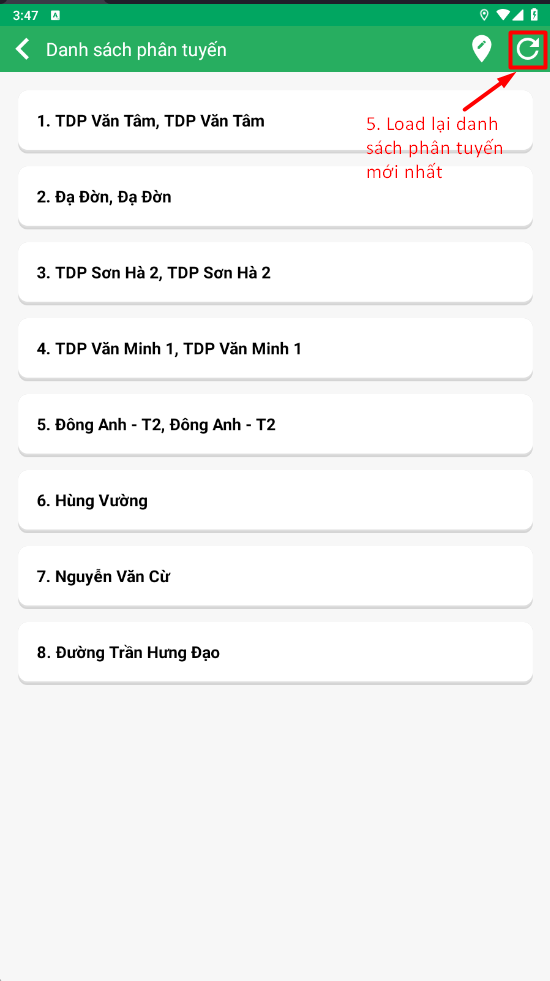 3:47
Danh sách phân tuyến
1. TDP Văn Tâm, TDP Văn Tâm
5. Load lại danh
sách phân tuyến
mới nhất
2. Đạ Đờn, Đạ Đờn
3. TDP Sơn Hà 2, TDP Sơn Hà 2
4. TDP Văn Minh 1, TDP Văn Minh 1
5. Đông Anh - T2, Đông Anh - T2
6. Hùng Vường
7. Nguyễn Văn Cừ
8. Đường Trần Hưng Đạo